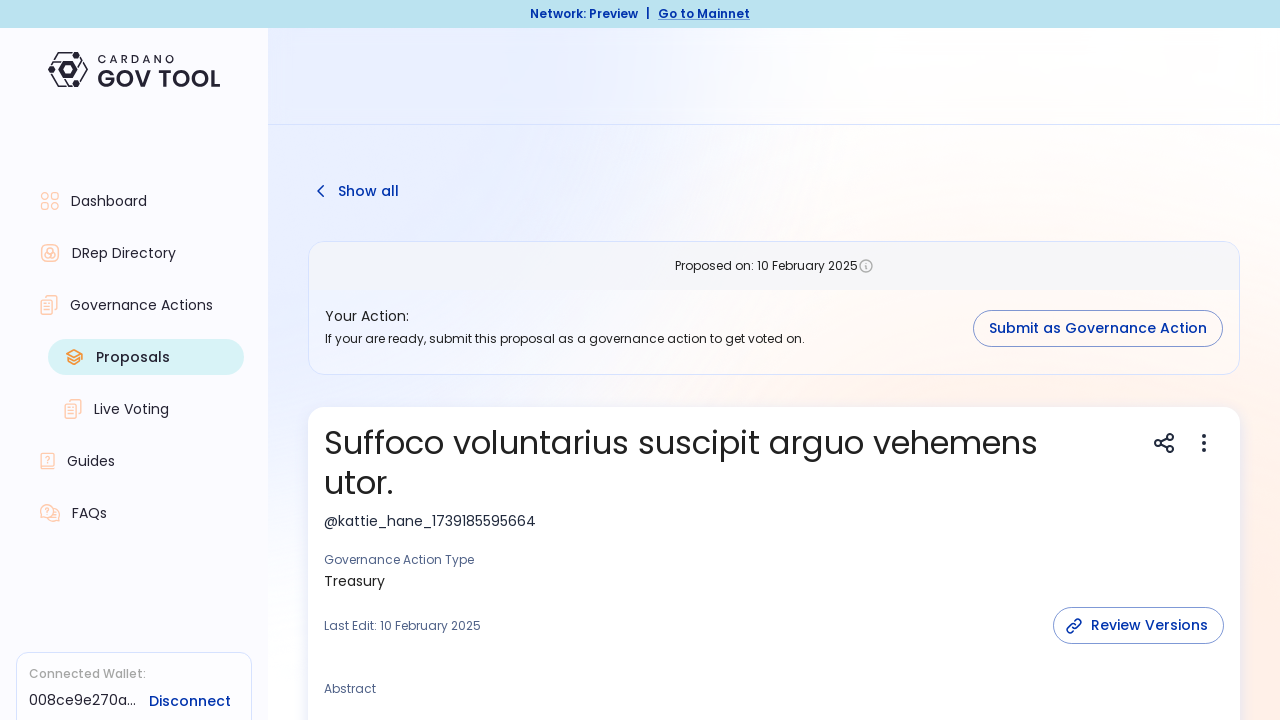 Network: Preview | Go to Mainnet
CARDANO
GOV TOOL
Dashboard
DRep Directory
Governance Actions
Proposals
Live Voting
Guides
FAQs
Connected Wallet:
008ce9e270a... Disconnect
Show all
Proposed on: 10 February 2025
Your Action:
If your are ready, submit this proposal as a governance action to get voted on.
Submit as Governance Action
Suffoco voluntarius suscipit arguo vehemens
utor.
@kattie_hane_1739185595664
Governance Action Type
Treasury
Last Edit: 10 February 2025
Review Versions
Abstract